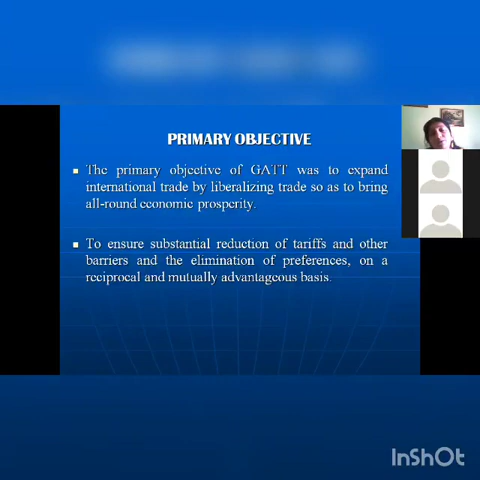 PRIMARY OBJECTIVE
The primary objective of GATT was to expand
international trade by liberalizing trade so as to bring
all-round economic prosperity.
To ensure substantial reduction of tariffs and other
barriers and the elimination of preferences, on a
reciprocal and mutually advantageous basis.
InShOt